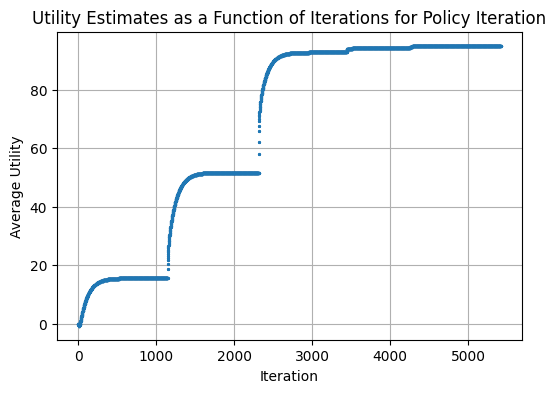 Utility Estimates as a Function of Iterations for Policy Iteration
Average Utility
80
60
40
20
0
0 1000 2000 3000 4000 5000
Iteration